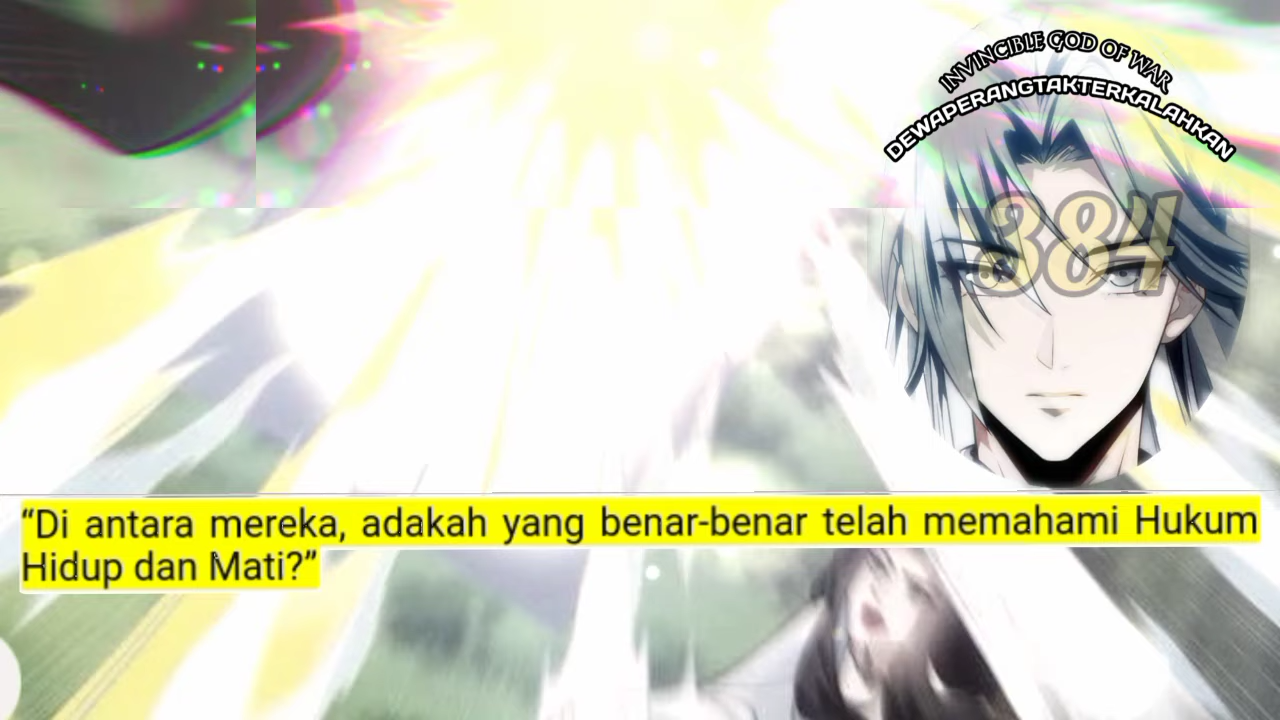 INVINCIBLE GOD OF WAR
DEWAPERANGTAKTERKALAHKAN
384
“Di antara mereka, adakah yang benar-benar telah memahami Hukum
Hidup dan Mati?”